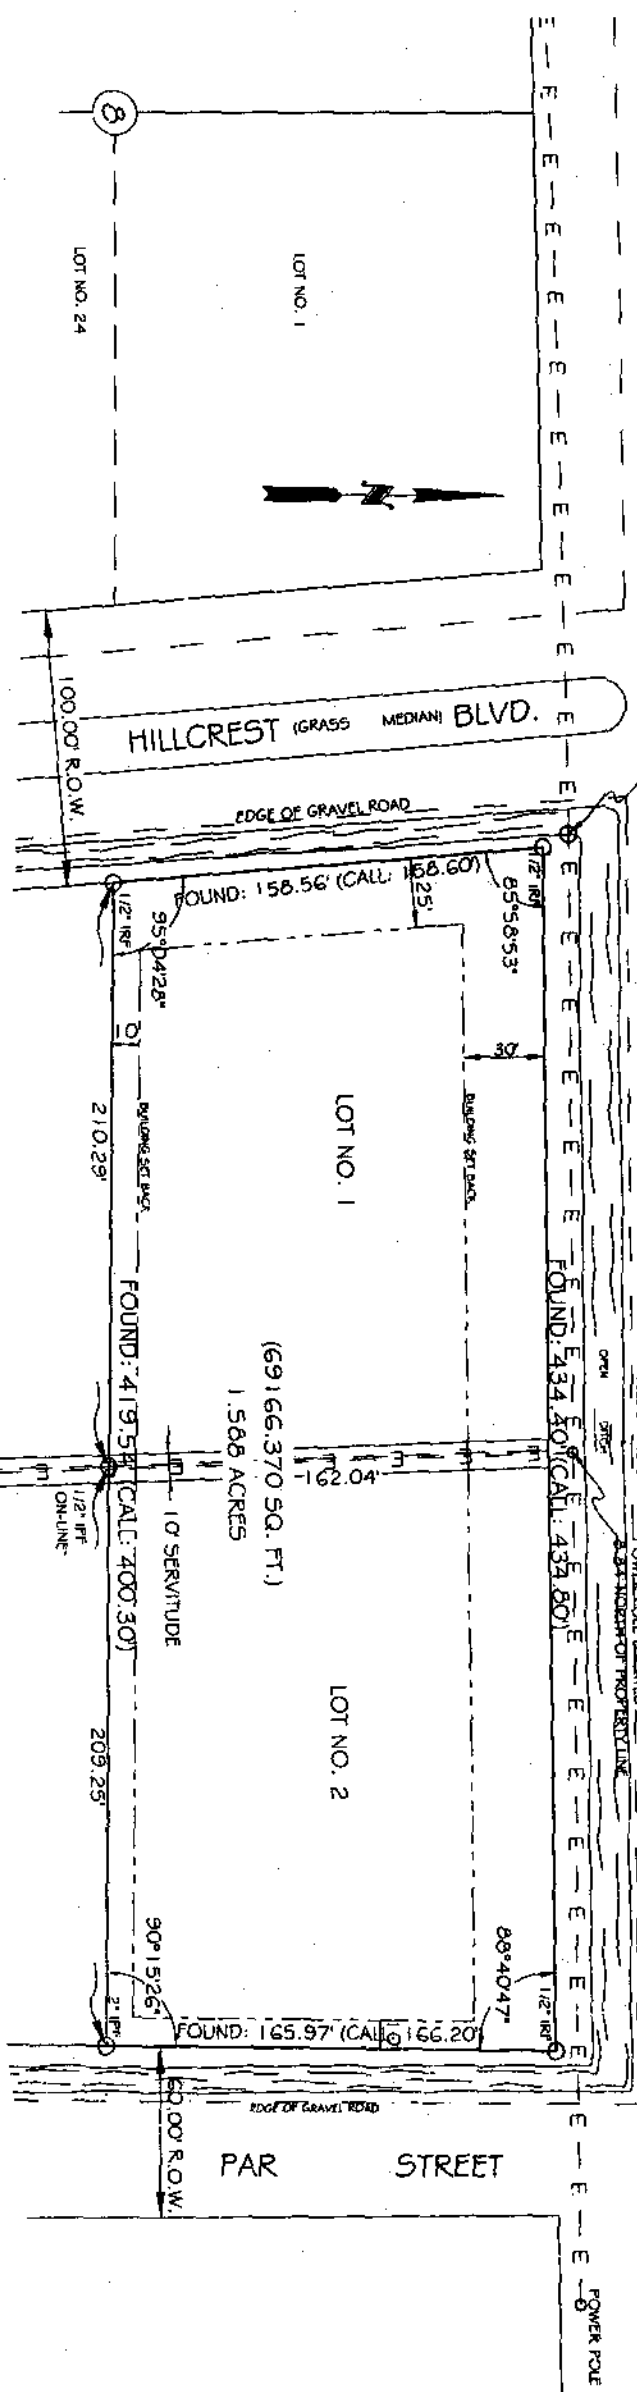 8
LOT NO. 24
LOT NO. 1
N
100.00' R.O.W.
HILLCREST (GRASS MEDIAN) BLVD.
EDGE OF GRAVEL ROAD
FOUND: 158.56' (CALL: 158.60')
1/2" IRF
1/2" IRF
95°04'28"
85°58'53"
25'
10'
30'
210.29'
BUILDING SET BACK
BUILDING SET BACK
LOT NO. 1
FOUND: 419.54' (CALL: 400.30')
FOUND: 434.40' (CALL: 434.80')
OPEN DITCH
(69166.370 SQ. FT.)
1.588 ACRES
162.04'
1/2" IPF
ON-LINE
10' SERVITUDE
8.84' NORTH OF PROPERTY LINE
LOT NO. 2
209.25'
90°15'26"
88°40'47"
2" IPF
1/2" IRF
FOUND: 165.97' (CALL: 166.20')
EDGE OF GRAVEL ROAD
60.00' R.O.W.
PAR STREET
POWER POLE